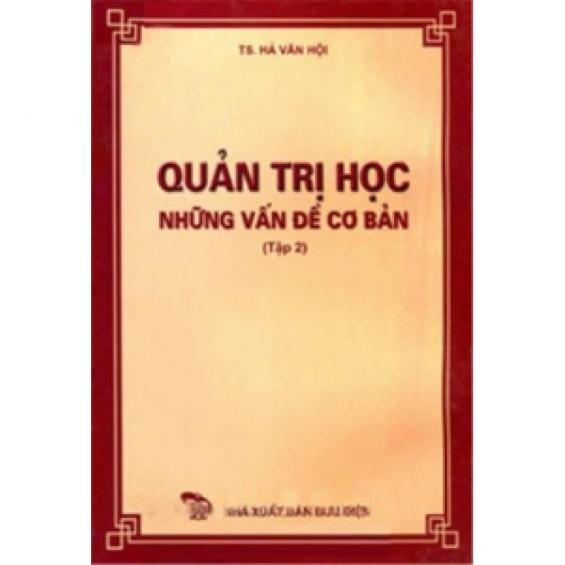 TS. HÀ VĂN HỘI
QUẢN TRỊ HỌC
NHỮNG VẤN ĐỀ CƠ BẢN
(Tập 2)
NHÀ XUẤT BẢN BƯU ĐIỆN